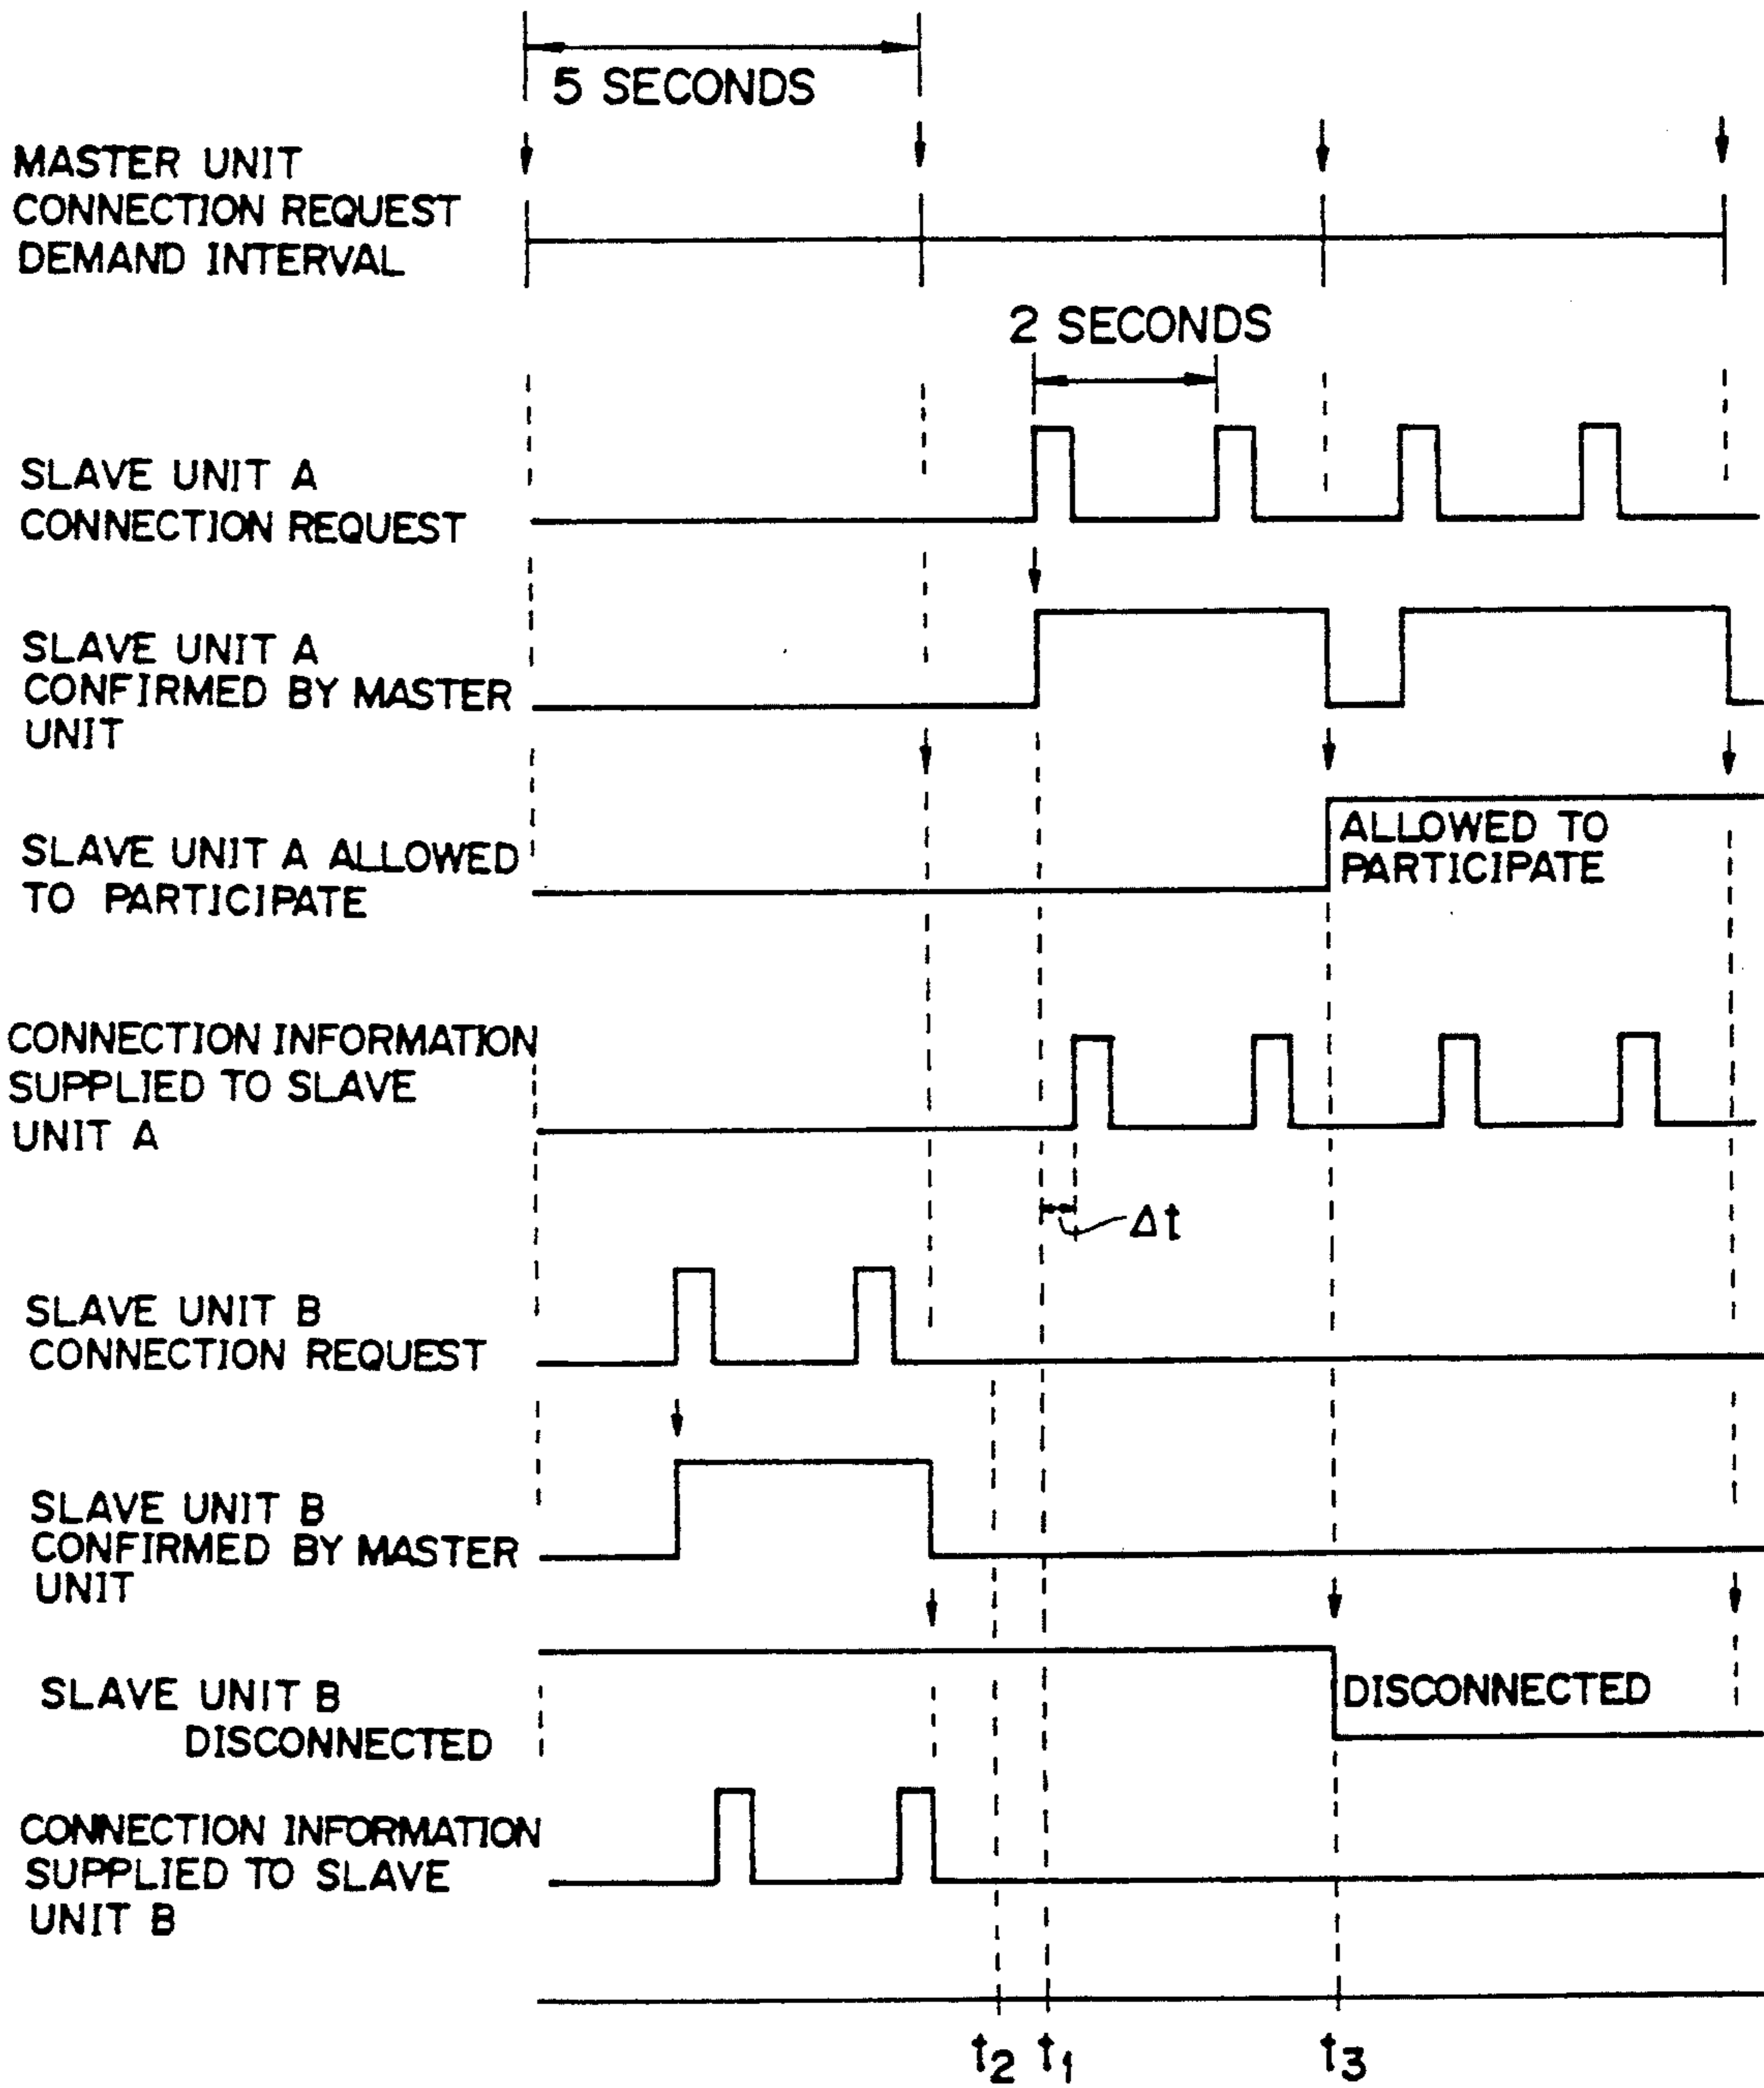 5 SECONDS
MASTER UNIT
CONNECTION REQUEST
DEMAND INTERVAL
2 SECONDS
SLAVE UNIT A
CONNECTION REQUEST
SLAVE UNIT A
CONFIRMED BY MASTER
UNIT
SLAVE UNIT A ALLOWED
TO PARTICIPATE
ALLOWED TO
PARTICIPATE
CONNECTION INFORMATION
SUPPLIED TO SLAVE
UNIT A
Δt
SLAVE UNIT B
CONNECTION REQUEST
SLAVE UNIT B
CONFIRMED BY MASTER
UNIT
SLAVE UNIT B
DISCONNECTED
DISCONNECTED
CONNECTION INFORMATION
SUPPLIED TO SLAVE
UNIT B
t2 t1 t3